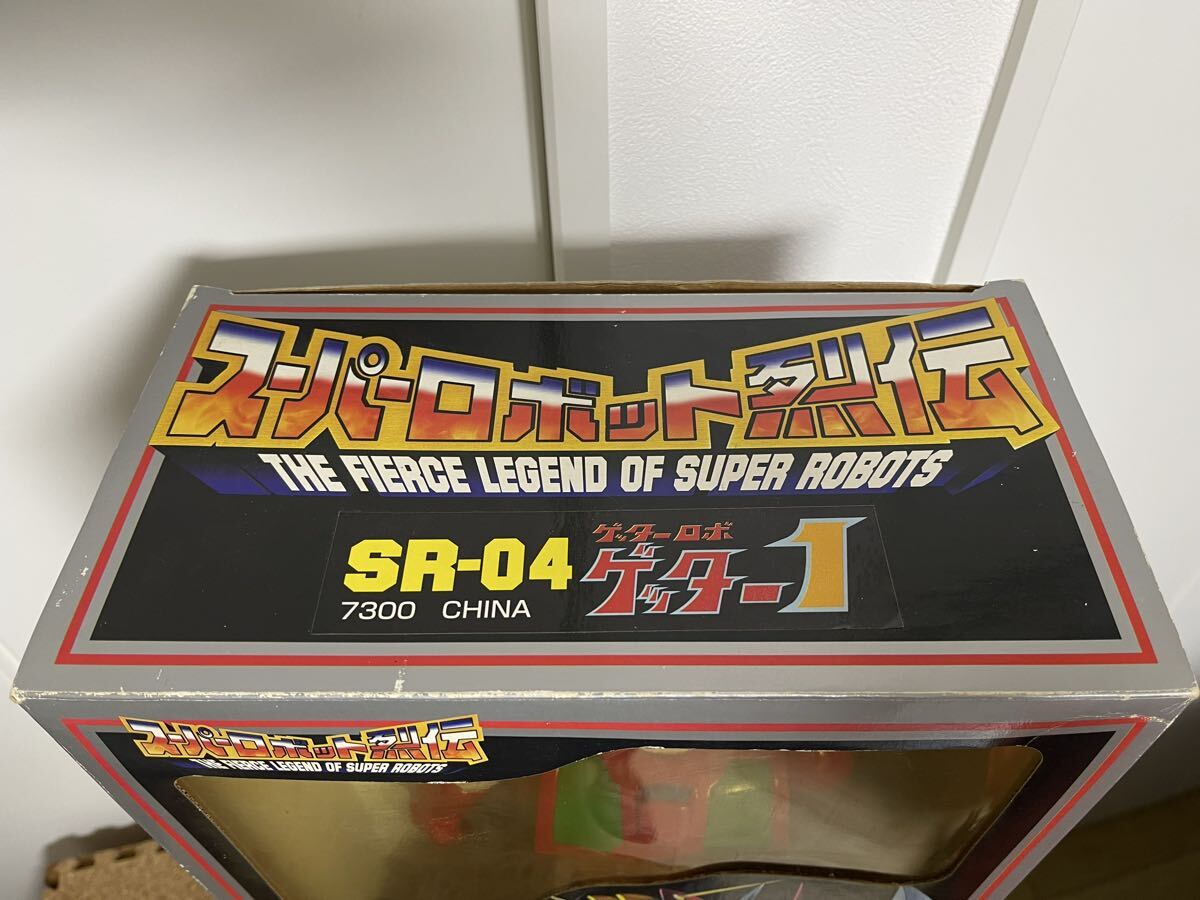 スーパーロボット烈伝
THE FIERCE LEGEND OF SUPER ROBOTS
SR-04
7300 CHINA
ゲッターロボ
ゲッター1
スーパーロボット烈伝
THE FIERCE LEGEND OF SUPER ROBOTS